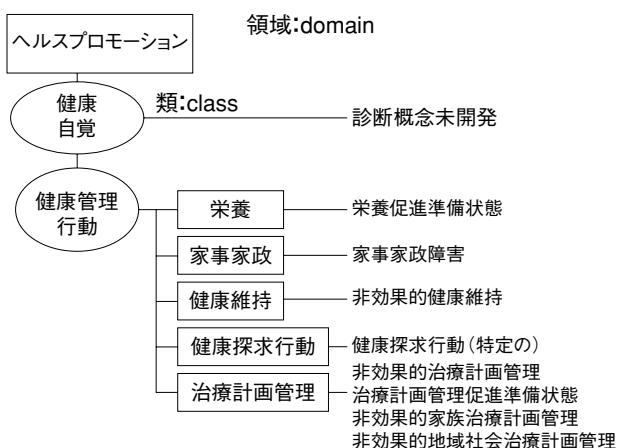 領域:domain
ヘルスプロモーション
健康
自覚
類:class
診断概念未開発
健康管理
行動
栄養
栄養促進準備状態
家事家政
家事家政障害
健康維持
非効果的健康維持
健康探求行動
健康探求行動(特定の)
治療計画管理
非効果的治療計画管理
治療計画管理促進準備状態
非効果的家族治療計画管理
非効果的地域社会治療計画管理